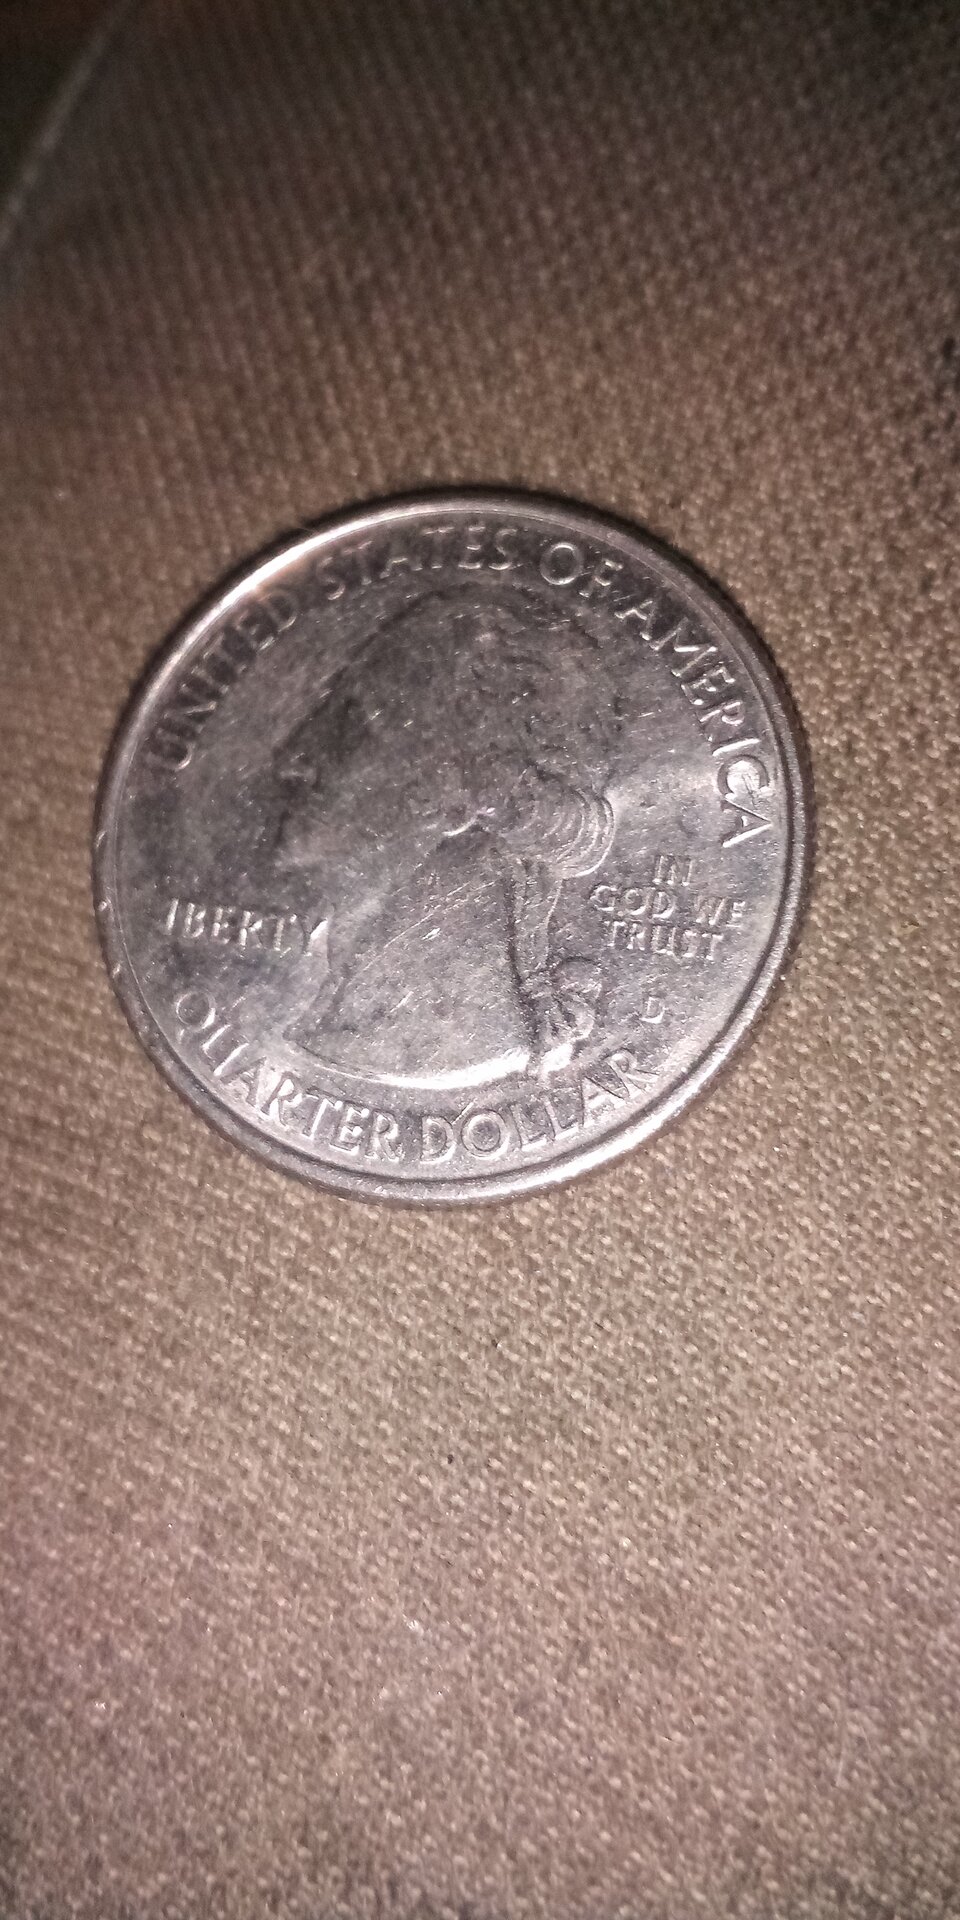 UNITED STATES OF AMERICA
LIBERTY
IN
GOD WE
TRUST
D
QUARTER DOLLAR